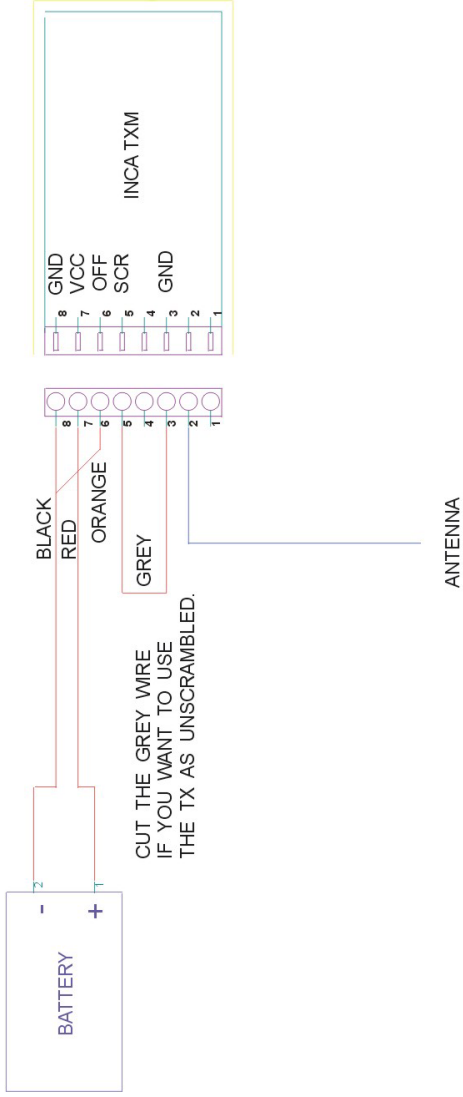 INCA TXM
GND
VCC
OFF
SCR
GND
8
7
6
5
4
3
2
1
8
7
6
5
4
3
2
1
BLACK
RED
ORANGE
GREY
CUT THE GREY WIRE
IF YOU WANT TO USE
THE TX AS UNSCRAMBLED.
ANTENNA
2
1
-
+
BATTERY